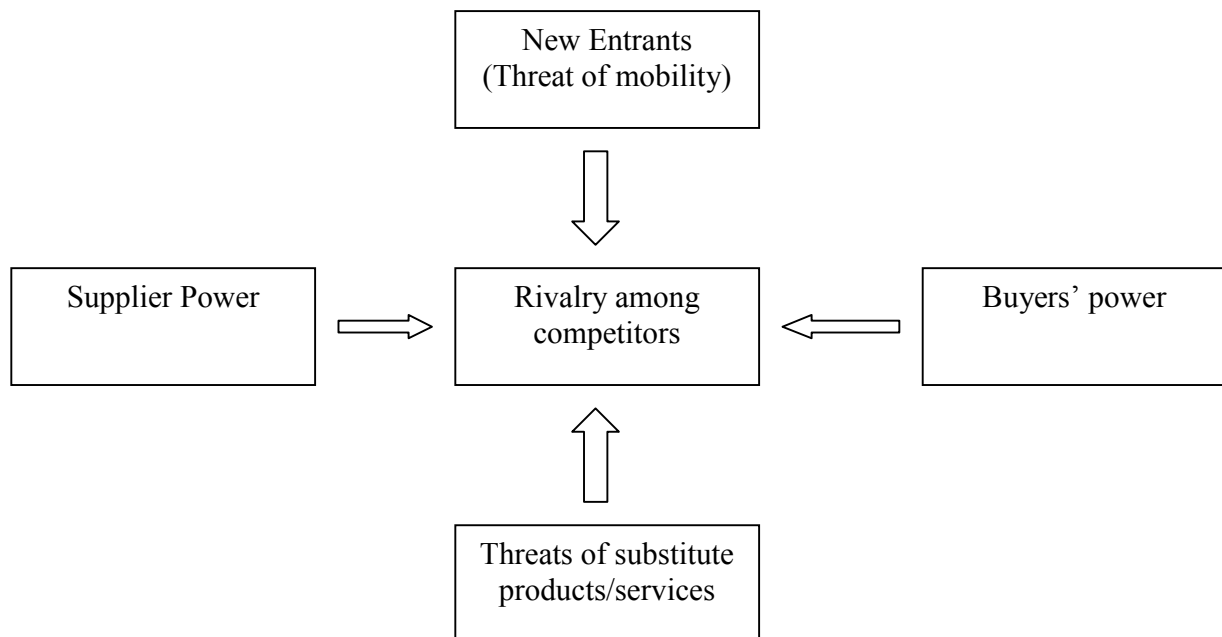 New Entrants
(Threat of mobility)
Supplier Power
Rivalry among
competitors
Buyers’ power
Threats of substitute
products/services